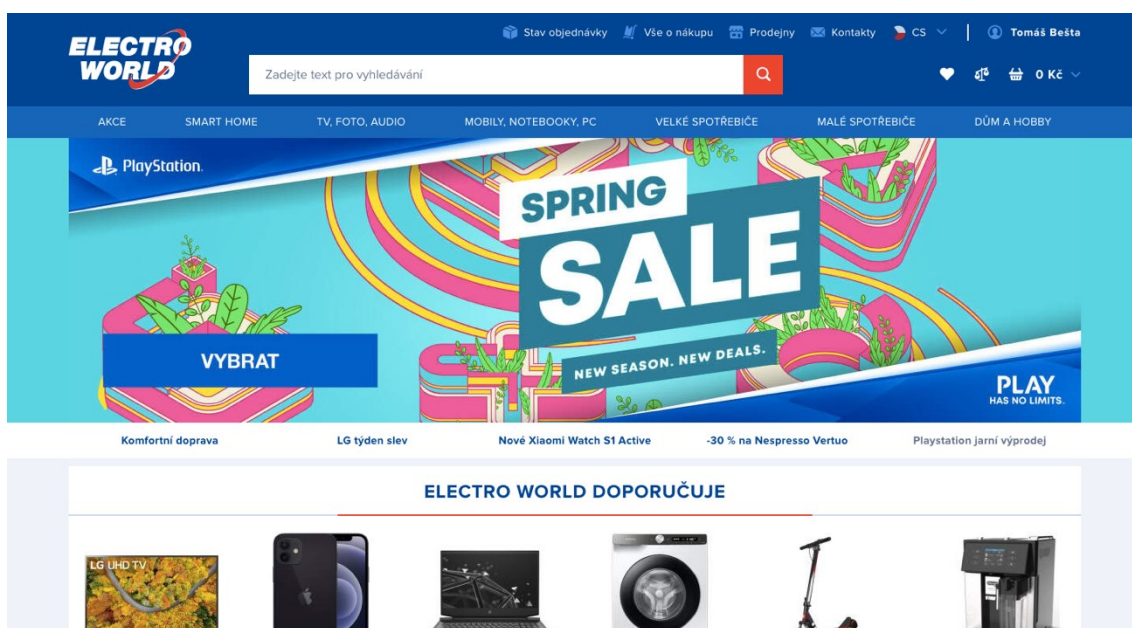 ELECTRO
WORLD
Stav objednávky Vše o nákupu Prodejny Kontakty CS Tomáš Bešta
Zadejte text pro vyhledávání
0 Kč
AKCE SMART HOME TV, FOTO, AUDIO MOBILY, NOTEBOOKY, PC VELKÉ SPOTŘEBIČE MALÉ SPOTŘEBIČE DŮM A HOBBY
PlayStation.
SPRING
SALE
NEW SEASON. NEW DEALS.
VYBRAT
PLAY
HAS NO LIMITS.
Komfortní doprava LG týden slev Nové Xiaomi Watch S1 Active -30 % na Nespresso Vertuo Playstation jarní výprodej
ELECTRO WORLD DOPORUČUJE
LG UHD TV